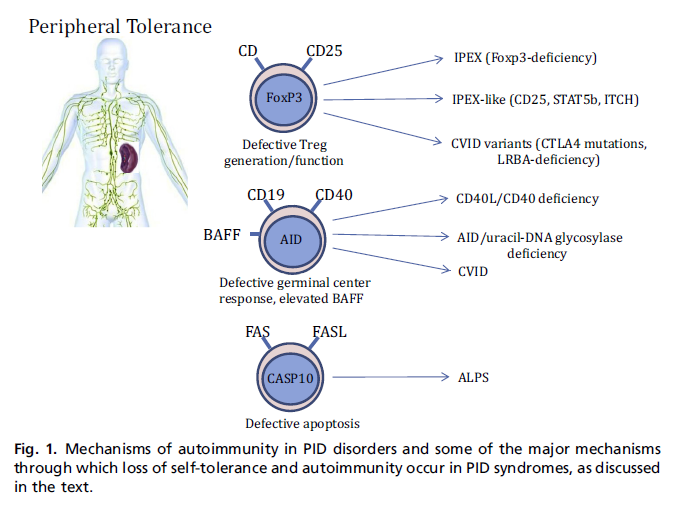 Peripheral Tolerance
CD
CD25
FoxP3
Defective Treg
generation/function
IPEX (Foxp3-deficiency)
IPEX-like (CD25, STAT5b, ITCH)
CVID variants (CTLA4 mutations,
LRBA-deficiency)
CD19
CD40
BAFF
AID
Defective germinal center
response, elevated BAFF
CD40L/CD40 deficiency
AID/uracil-DNA glycosylase
deficiency
CVID
FAS
FASL
CASP10
Defective apoptosis
ALPS
Fig. 1. Mechanisms of autoimmunity in PID disorders and some of the major mechanisms
through which loss of self-tolerance and autoimmunity occur in PID syndromes, as discussed
in the text.